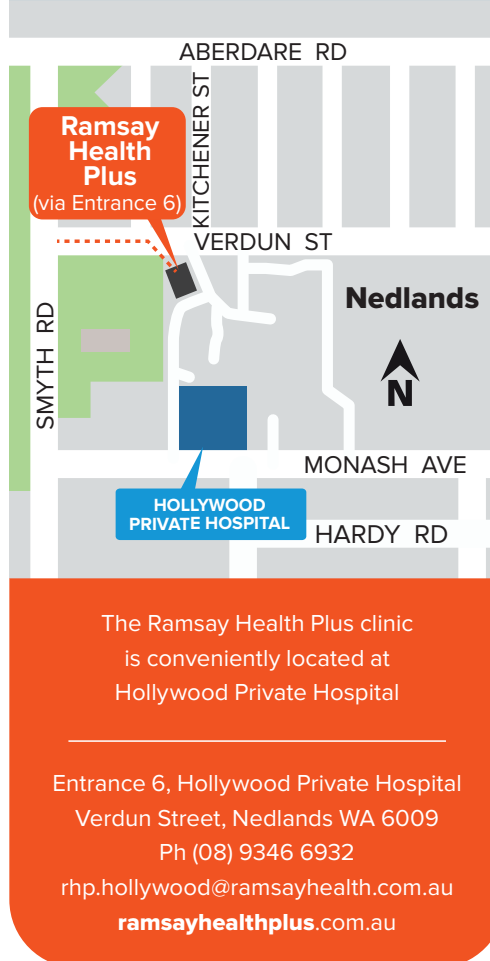 ABERDARE RD
KITCHENER ST
Ramsay
Health
Plus
(via Entrance 6)
VERDUN ST
Nedlands
SMYTH RD
N
MONASH AVE
HOLLYWOOD
PRIVATE HOSPITAL
HARDY RD
The Ramsay Health Plus clinic
is conveniently located at
Hollywood Private Hospital
Entrance 6, Hollywood Private Hospital
Verdun Street, Nedlands WA 6009
Ph (08) 9346 6932
rhp.hollywood@ramsayhealth.com.au
ramsayhealthplus.com.au